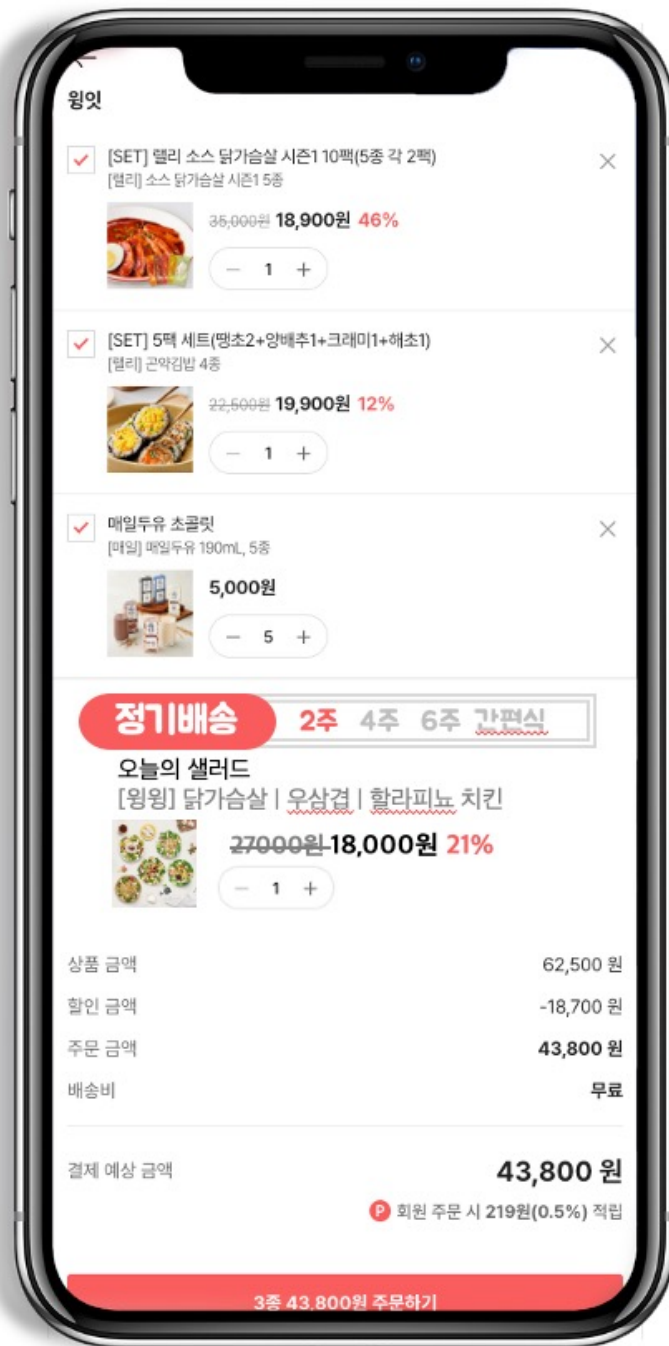 윙잇
[SET] 랠리 소스 닭가슴살 시즌1 10팩(5종 각 2팩)
[랠리] 소스 닭가슴살 시즌1 5종
35,000원 18,900원 46%
1
[SET] 5팩 세트(땡초2+양배추1+크래미1+해초1)
[랠리] 곤약김밥 4종
22,500원 19,900원 12%
1
매일두유 초콜릿
[매일] 매일두유 190mL, 5종
5,000원
5
정기배송 2주 4주 6주 간편식
오늘의 샐러드
[윙윙] 닭가슴살 | 우삼겹 | 할라피뇨 치킨
27000원 18,000원 21%
1
상품 금액 62,500 원
할인 금액 -18,700 원
주문 금액 43,800 원
배송비 무료
결제 예상 금액 43,800 원
P 회원 주문 시 219원(0.5%) 적립
3종 43,800원 주문하기